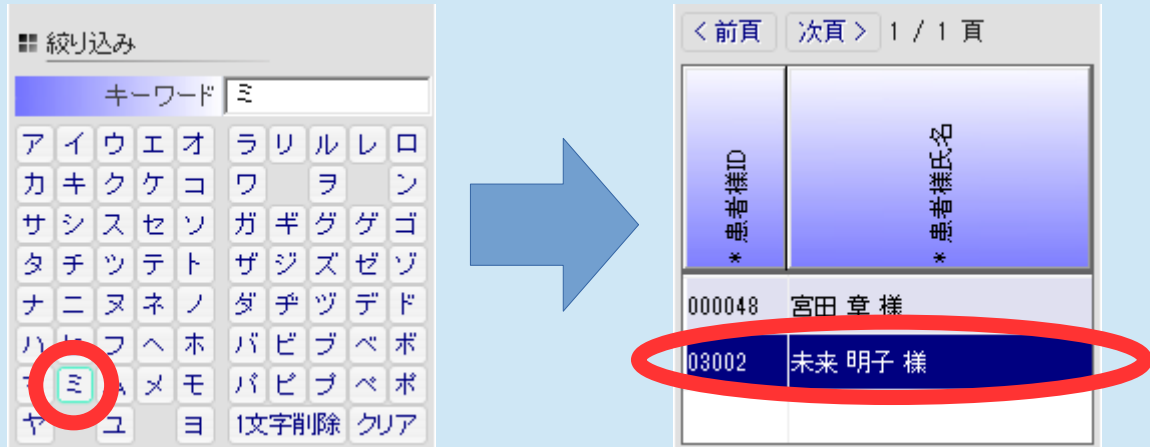 絞り込み
キーワード ミ
ア イ ウ エ オ ラ リ ル レ ロ
カ キ ク ケ コ ワ ヲ ン
サ シ ス セ ソ ガ ギ グ ゲ ゴ
タ チ ツ テ ト ザ ジ ズ ゼ ゾ
ナ ニ ヌ ネ ノ ダ ヂ ヅ デ ド
ハ フ ヘ ホ バ ビ ブ ベ ボ
ミ メ モ パ ピ プ ペ ポ
ヤ ユ ヨ 1文字削除 クリア
<前頁 次頁> 1 / 1 頁
* 患者様ID
* 患者様氏名
000048 宮田 章 様
03002 未来 明子 様